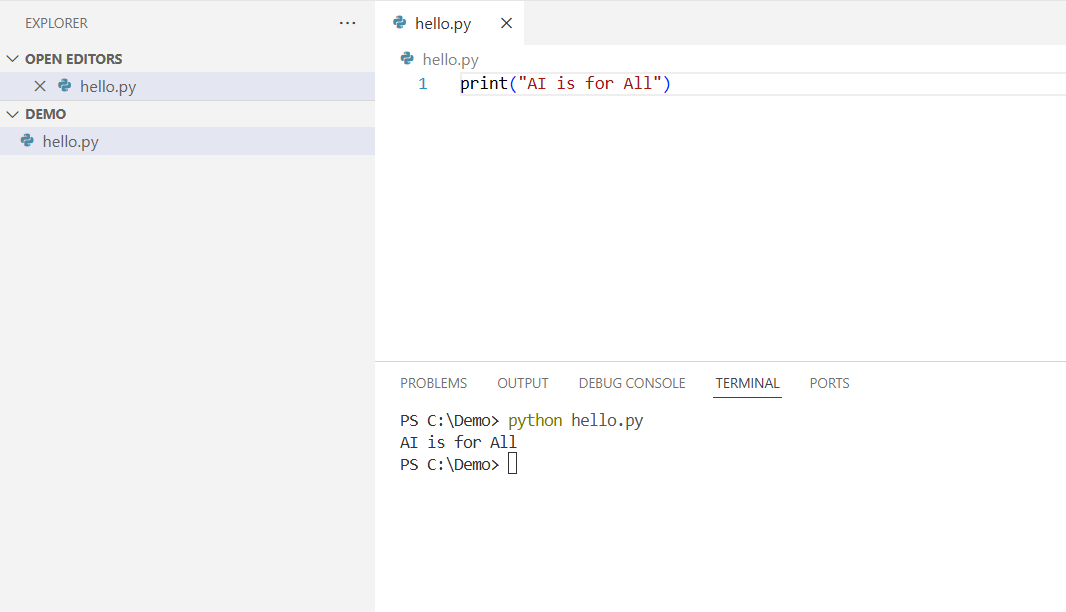 EXPLORER ...
OPEN EDITORS
hello.py
DEMO
hello.py
hello.py
hello.py
1 print("AI is for All")
PROBLEMS OUTPUT DEBUG CONSOLE TERMINAL PORTS
PS C:\Demo> python hello.py
AI is for All
PS C:\Demo>